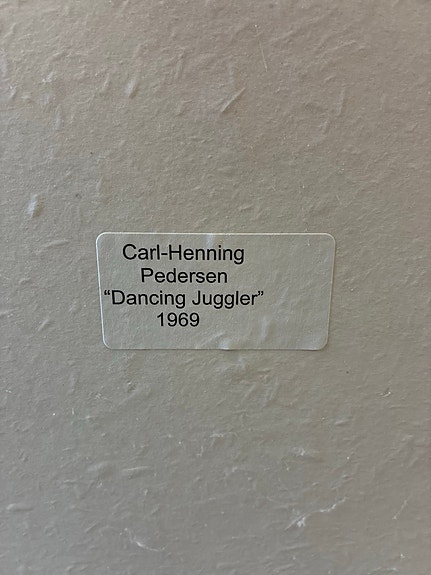 Carl-Henning
Pedersen
“Dancing Juggler”
1969